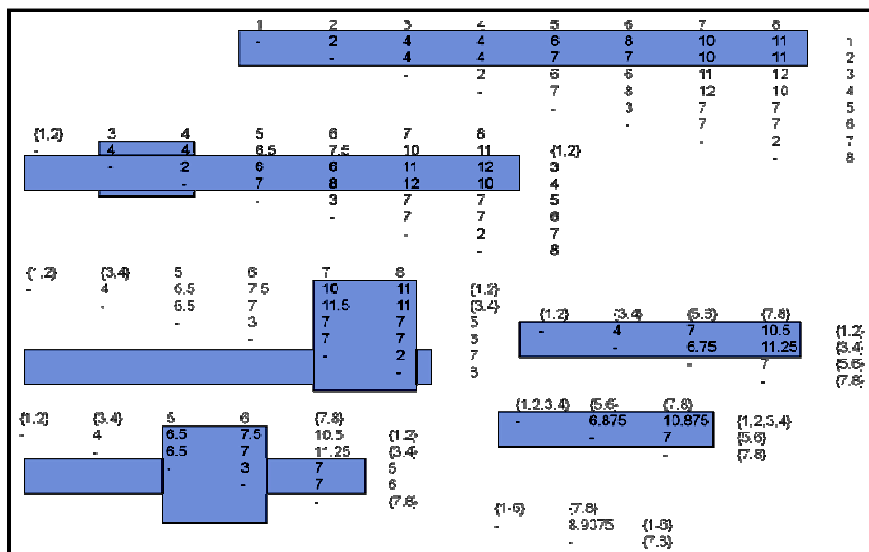 1 2 3 4 5 6 7 8
- 2 4 4 6 8 10 11 1
- 4 4 7 7 10 11 2
- 2 6 6 11 12 3
- 7 8 12 10 4
- 3 7 7 5
- 7 7 6
- 2 7
- 8
{1,2} 3 4 5 6 7 8
- 4 4 6.5 7.5 10 11 {1,2}
- 2 6 6 11 12 3
- 7 8 12 10 4
- 3 7 7 5
- 7 7 6
- 2 7
- 8
{1,2} {3,4} 5 6 7 8
- 4 6.5 7.5 10 11 {1,2}
- 6.5 7 11.5 11 {3,4}
- 3 7 7 5
- 7 7 6
- 2 7
- 8
{1,2} {3,4} 5 6 {7,8}
- 4 6.5 7.5 10.5 {1,2}
- 6.5 7 11.25 {3,4}
- 3 7 5
- 7 6
- {7,8}
{1,2} {3,4} {5,6} {7,8}
- 4 7 10.5 {1,2}
- 6.75 11.25 {3,4}
- 7 {5,6}
- {7,8}
{1,2,3,4} {5,6} {7,8}
- 6.875 10.875 {1,2,3,4}
- 7 {5,6}
- {7,8}
{1-6} {7,8}
- 8.9375 {1-6}
- {7,8}